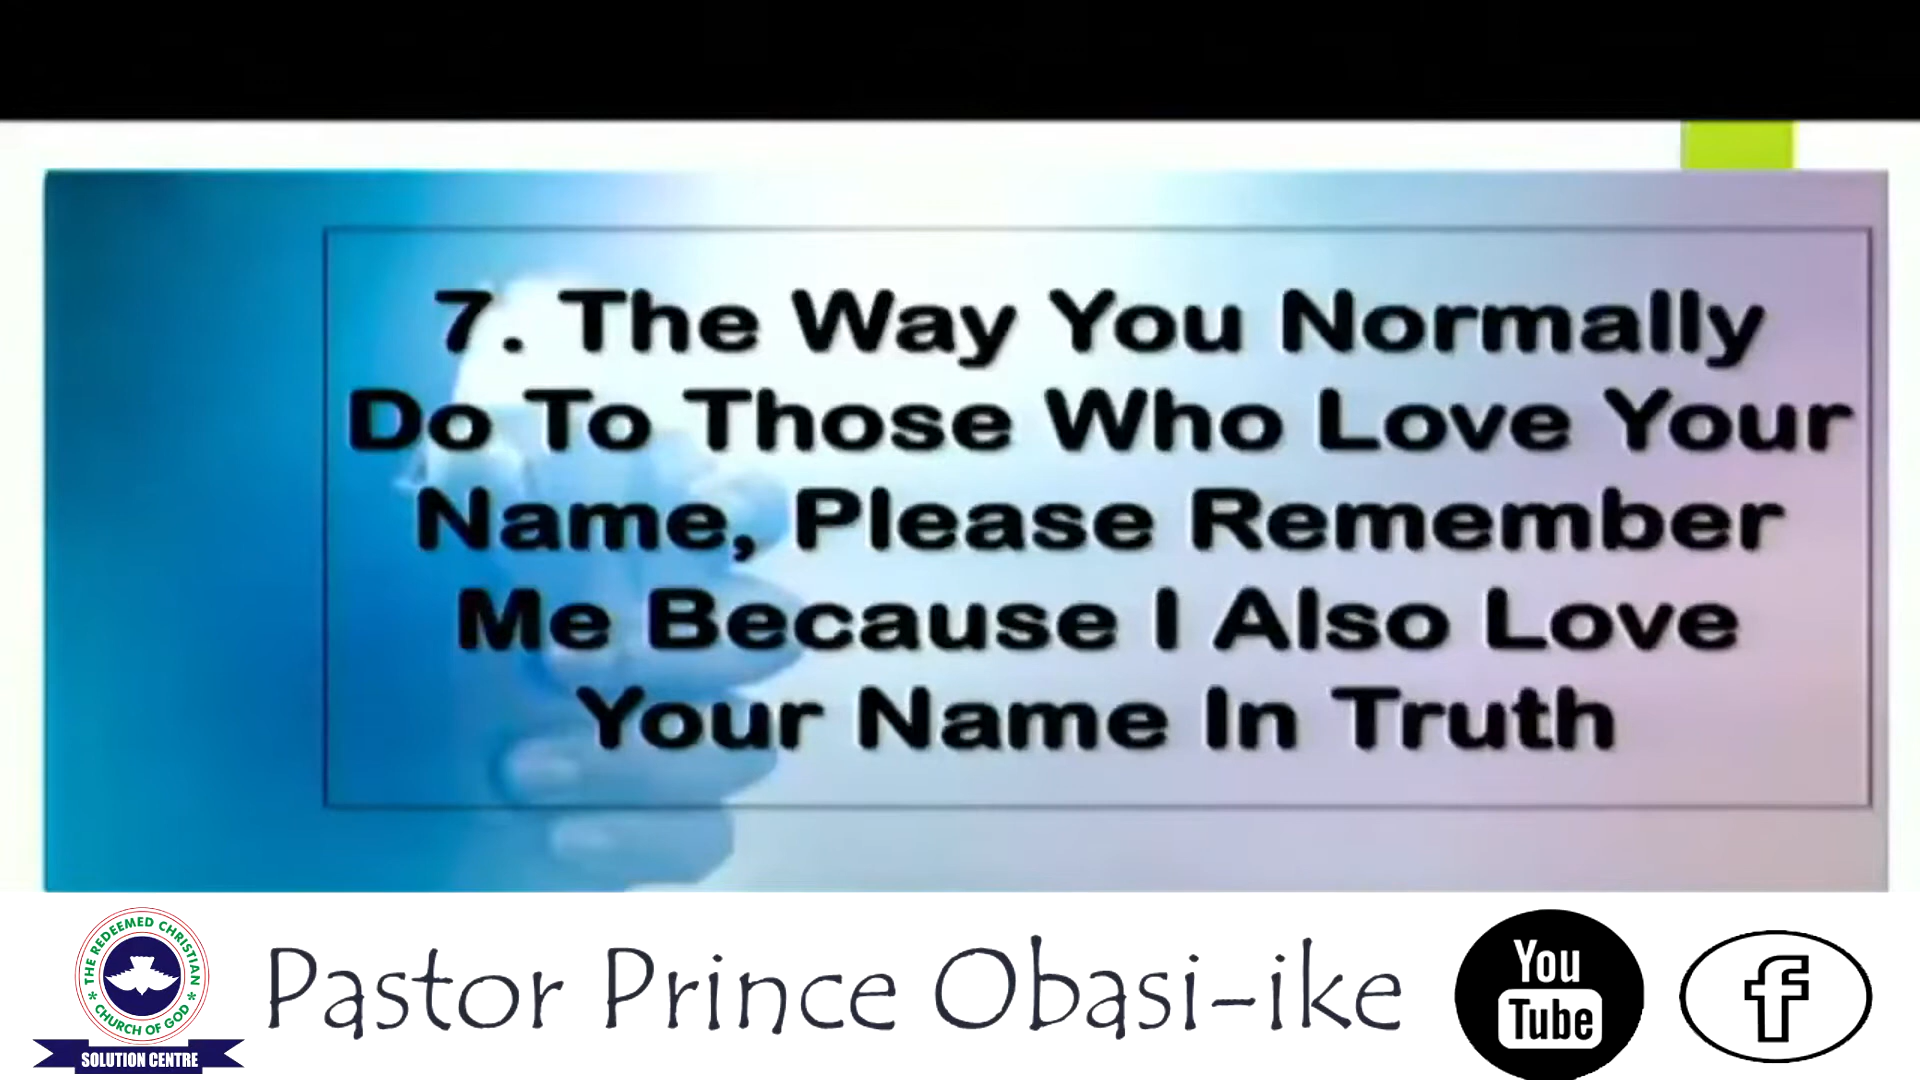 7. The Way You Normally
Do To Those Who Love Your
Name, Please Remember
Me Because I Also Love
Your Name In Truth
THE REDEEMED CHRISTIAN
* CHURCH OF GOD *
SOLUTION CENTRE
Pastor Prince Obasi-ike
You
Tube
f